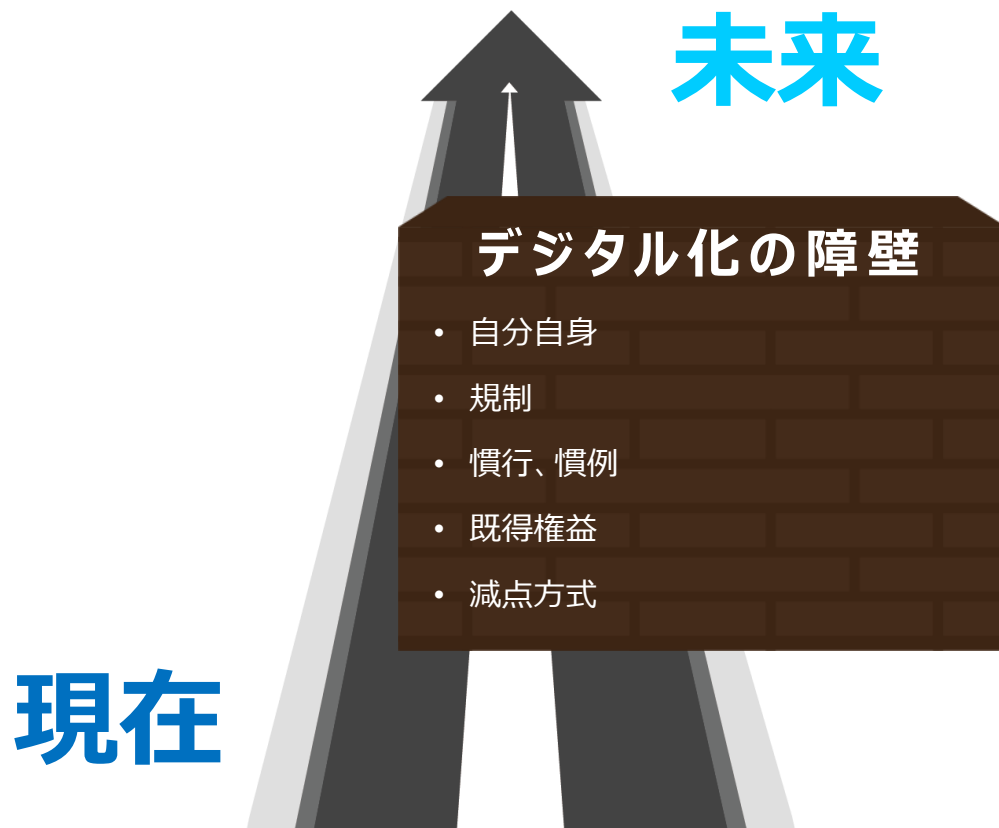 未来
デジタル化の障壁
• 自分自身
• 規制
• 慣行、慣例
• 既得権益
• 減点方式
現在